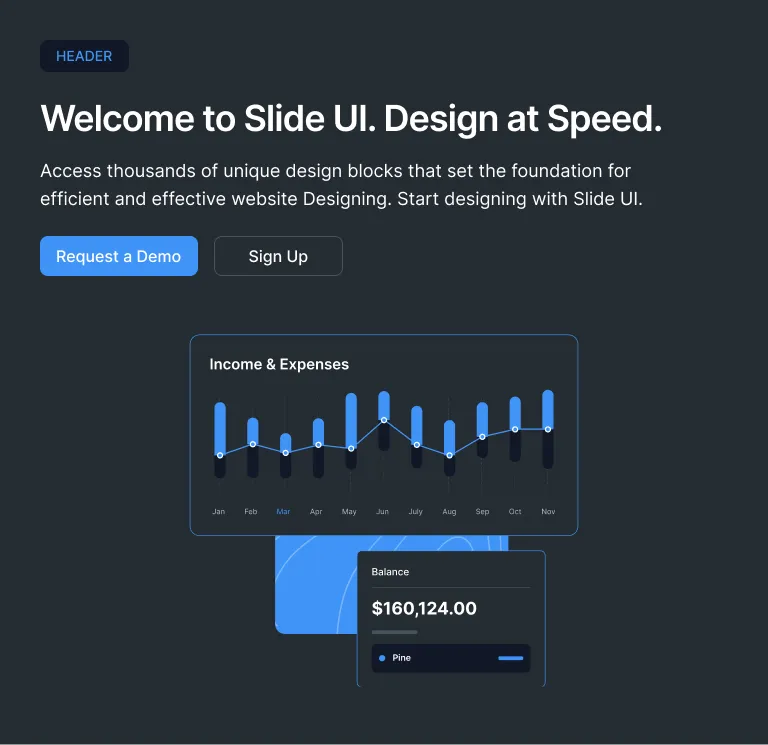 HEADER
Welcome to Slide UI. Design at Speed.
Access thousands of unique design blocks that set the foundation for
efficient and effective website Designing. Start designing with Slide UI.
Request a Demo Sign Up
Income & Expenses
Jan Feb Mar Apr May Jun July Aug Sep Oct Nov
Balance
$160,124.00
Pine